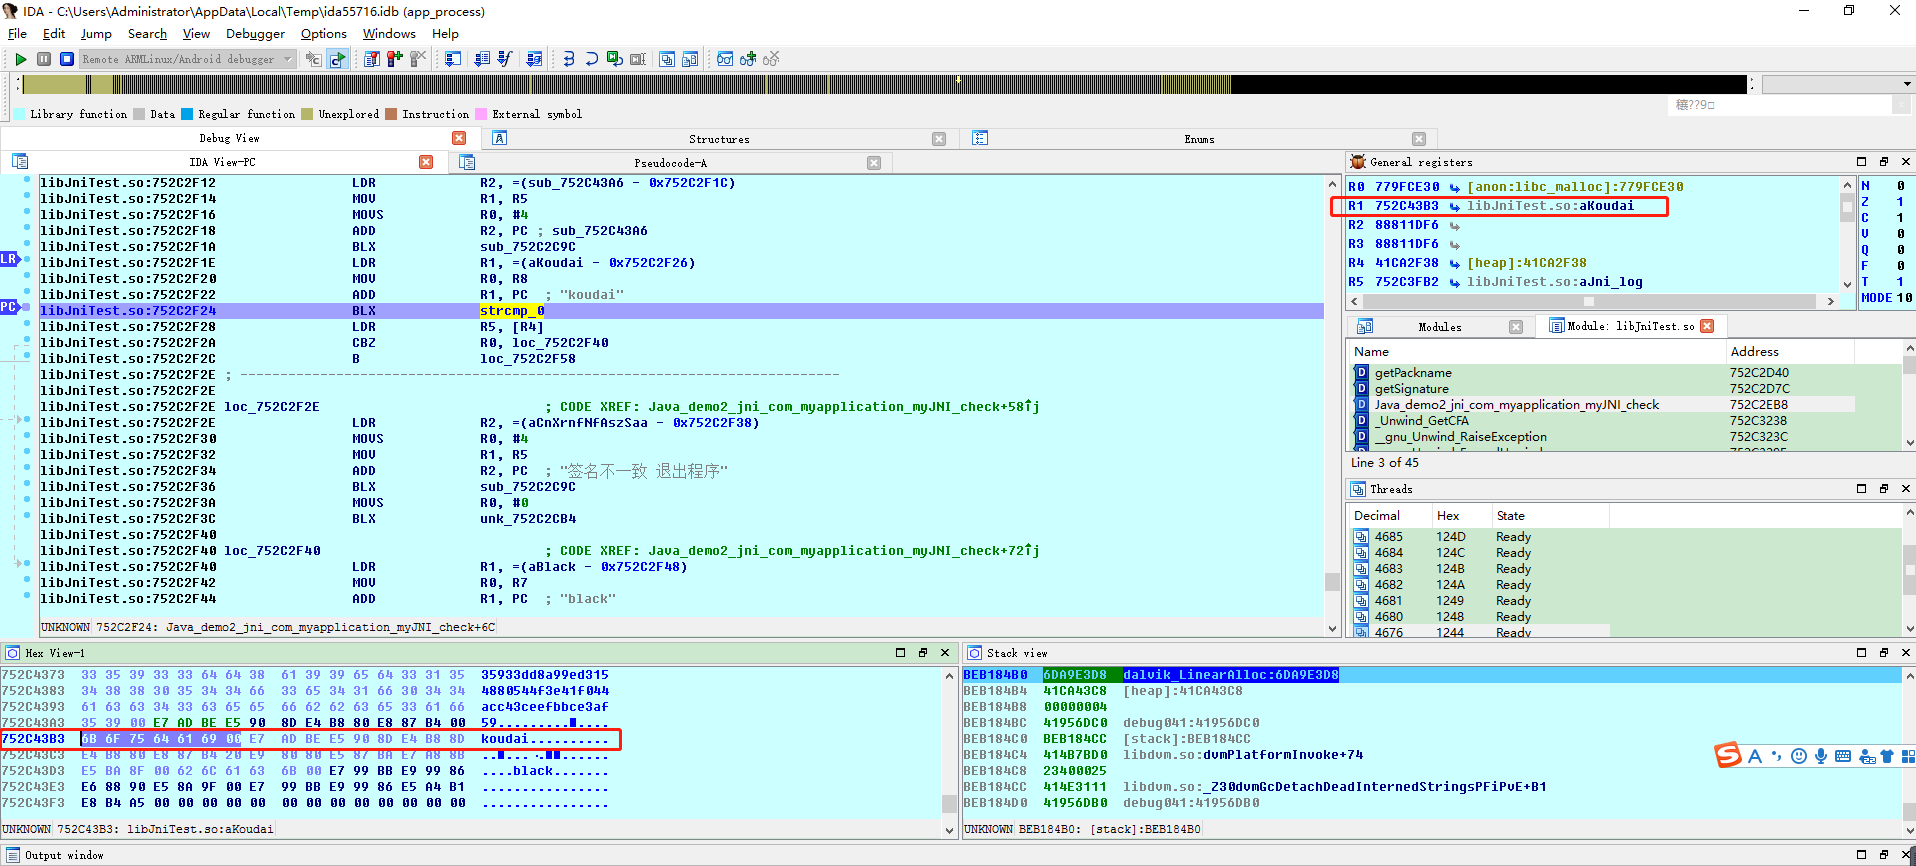 IDA - C:\Users\Administrator\AppData\Local\Temp\ida55716.idb (app_process)
File Edit Jump Search View Debugger Options Windows Help
Remote ARMLinux/Android debugger
Library function Data Regular function Unexplored Instruction External symbol
Debug View Structures Enums
IDA View-PC Pseudocode-A
libJniTest.so:752C2F12 LDR R2, =(sub_752C43A6 - 0x752C2F1C)
libJniTest.so:752C2F14 MOV R1, R5
libJniTest.so:752C2F16 MOVS R0, #4
libJniTest.so:752C2F18 ADD R2, PC ; sub_752C43A6
libJniTest.so:752C2F1A BLX sub_752C2C9C
LR libJniTest.so:752C2F1E LDR R1, =(aKoudai - 0x752C2F26)
libJniTest.so:752C2F20 MOV R0, R8
libJniTest.so:752C2F22 ADD R1, PC ; "koudai"
PC libJniTest.so:752C2F24 BLX strcmp_0
libJniTest.so:752C2F28 LDR R5, [R4]
libJniTest.so:752C2F2A CBZ R0, loc_752C2F40
libJniTest.so:752C2F2C B loc_752C2F58
libJniTest.so:752C2F2E ; ---------------------------------------------------------------------------
libJniTest.so:752C2F2E
libJniTest.so:752C2F2E loc_752C2F2E ; CODE XREF: Java_demo2_jni_com_myapplication_myJNI_check+58↑j
libJniTest.so:752C2F2E LDR R2, =(aCnXrnfNfAszSaa - 0x752C2F38)
libJniTest.so:752C2F30 MOVS R0, #4
libJniTest.so:752C2F32 MOV R1, R5
libJniTest.so:752C2F34 ADD R2, PC ; "签名不一致 退出程序"
libJniTest.so:752C2F36 BLX sub_752C2C9C
libJniTest.so:752C2F3A MOVS R0, #0
libJniTest.so:752C2F3C BLX unk_752C2CB4
libJniTest.so:752C2F40
libJniTest.so:752C2F40 loc_752C2F40 ; CODE XREF: Java_demo2_jni_com_myapplication_myJNI_check+72↑j
libJniTest.so:752C2F40 LDR R1, =(aBlack - 0x752C2F48)
libJniTest.so:752C2F42 MOV R0, R7
libJniTest.so:752C2F44 ADD R1, PC ; "black"
UNKNOWN 752C2F24: Java_demo2_jni_com_myapplication_myJNI_check+6C
General registers
R0 779FCE30 [anon:libc_malloc]:779FCE30
R1 752C43B3 libJniTest.so:aKoudai
R2 88811DF6
R3 88811DF6
R4 41CA2F38 [heap]:41CA2F38
R5 752C3FB2 libJniTest.so:aJni_log
N 0
Z 1
C 1
V 0
Q 0
F 0
T 1
MODE 10
Modules Module: libJniTest.so
Name Address
getPackname 752C2D40
getSignature 752C2D7C
Java_demo2_jni_com_myapplication_myJNI_check 752C2EB8
_Unwind_GetCFA 752C3238
__gnu_Unwind_RaiseException 752C323C
Line 3 of 45
Threads
Decimal Hex State
4685 124D Ready
4684 124C Ready
4683 124B Ready
4682 124A Ready
4681 1249 Ready
4680 1248 Ready
4676 1244 Ready
Hex View-1
752C4373 33 35 39 33 33 64 64 38 61 39 39 65 64 33 31 35 35933dd8a99ed315
752C4383 34 38 38 30 35 34 34 66 33 65 34 31 66 30 34 34 4880544f3e41f044
752C4393 61 63 63 34 33 63 65 65 66 62 62 63 65 33 61 66 acc43ceefbbce3af
752C43A3 35 39 00 E7 AD BE E5 90 8D E4 B8 80 E8 87 B4 00 59..............
752C43B3 6B 6F 75 64 61 69 00 E7 AD BE E5 90 8D E4 B8 8D koudai..........
752C43C3 E4 B8 80 E8 87 B4 20 E9 80 80 E5 87 BA E7 A8 8B
752C43D3 E5 BA 8F 00 62 6C 61 63 6B 00 E7 99 BB E9 99 86 ....black.......
752C43E3 E6 88 90 E5 8A 9F 00 E7 99 BB E9 99 86 E5 A4 B1 ................
752C43F3 E8 B4 A5 00 00 00 00 00 00 00 00 00 00 00 00 00 ................
UNKNOWN 752C43B3: libJniTest.so:aKoudai
Stack view
BEB184B0 6DA9E3D8 dalvik_LinearAlloc:6DA9E3D8
BEB184B4 41CA43C8 [heap]:41CA43C8
BEB184B8 00000004
BEB184BC 41956DC0 debug041:41956DC0
BEB184C0 BEB184CC [stack]:BEB184CC
BEB184C4 414B7BD0 libdvm.so:dvmPlatformInvoke+74
BEB184C8 23400025
BEB184CC 414E3111 libdvm.so:_Z30dvmGcDetachDeadInternedStringsPFiPvE+B1
BEB184D0 41956DB0 debug041:41956DB0
UNKNOWN BEB184B0: [stack]:BEB184B0
Output window